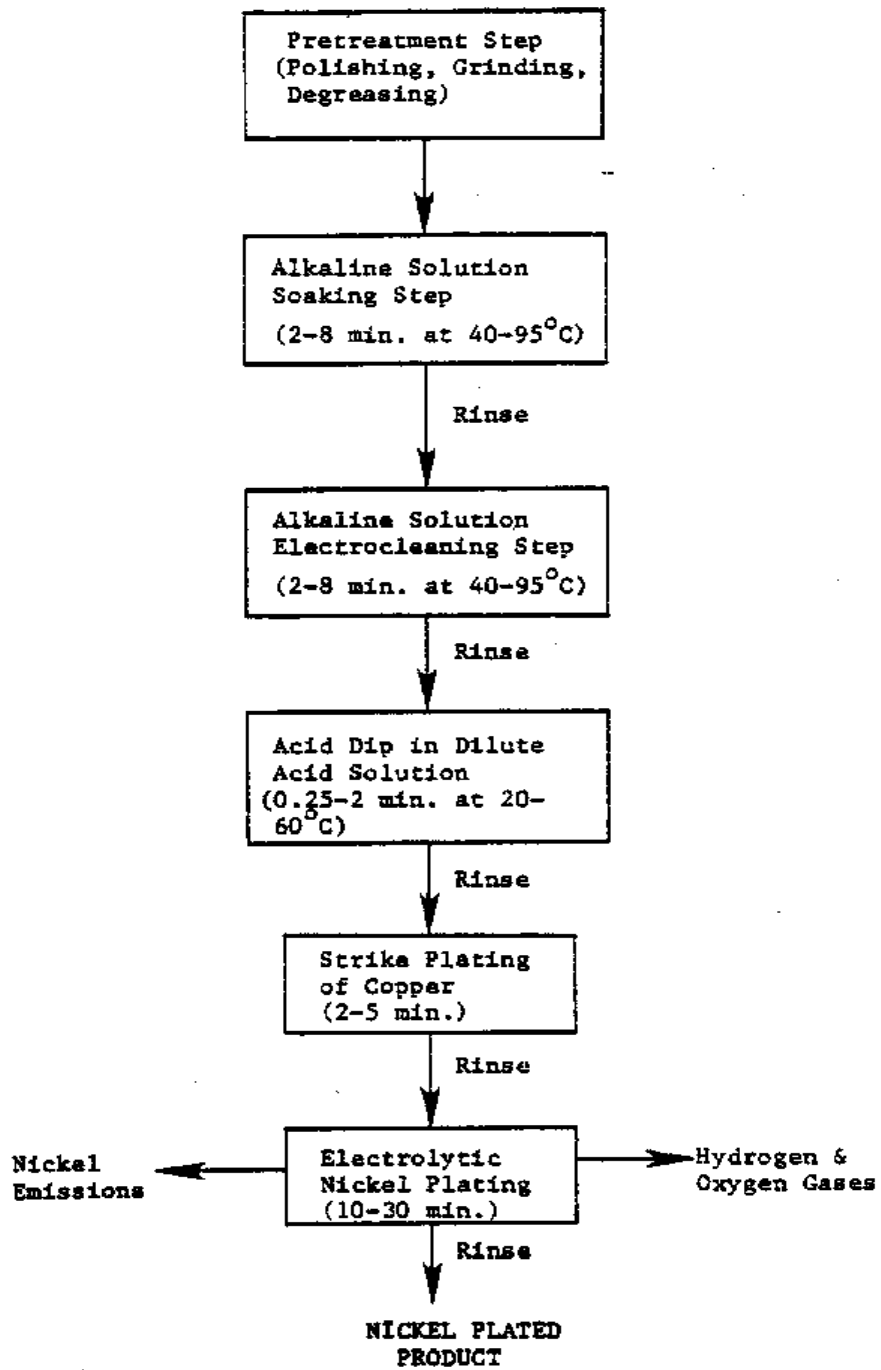 Pretreatment Step
(Polishing, Grinding,
Degreasing)
Alkaline Solution
Soaking Step
(2-8 min. at 40-95°C)
Rinse
Alkaline Solution
Electrocleaning Step
(2-8 min. at 40-95°C)
Rinse
Acid Dip in Dilute
Acid Solution
(0.25-2 min. at 20-
60°C)
Rinse
Strike Plating
of Copper
(2-5 min.)
Rinse
Nickel
Emissions
Electrolytic
Nickel Plating
(10-30 min.)
Hydrogen &
Oxygen Gases
Rinse
NICKEL PLATED
PRODUCT